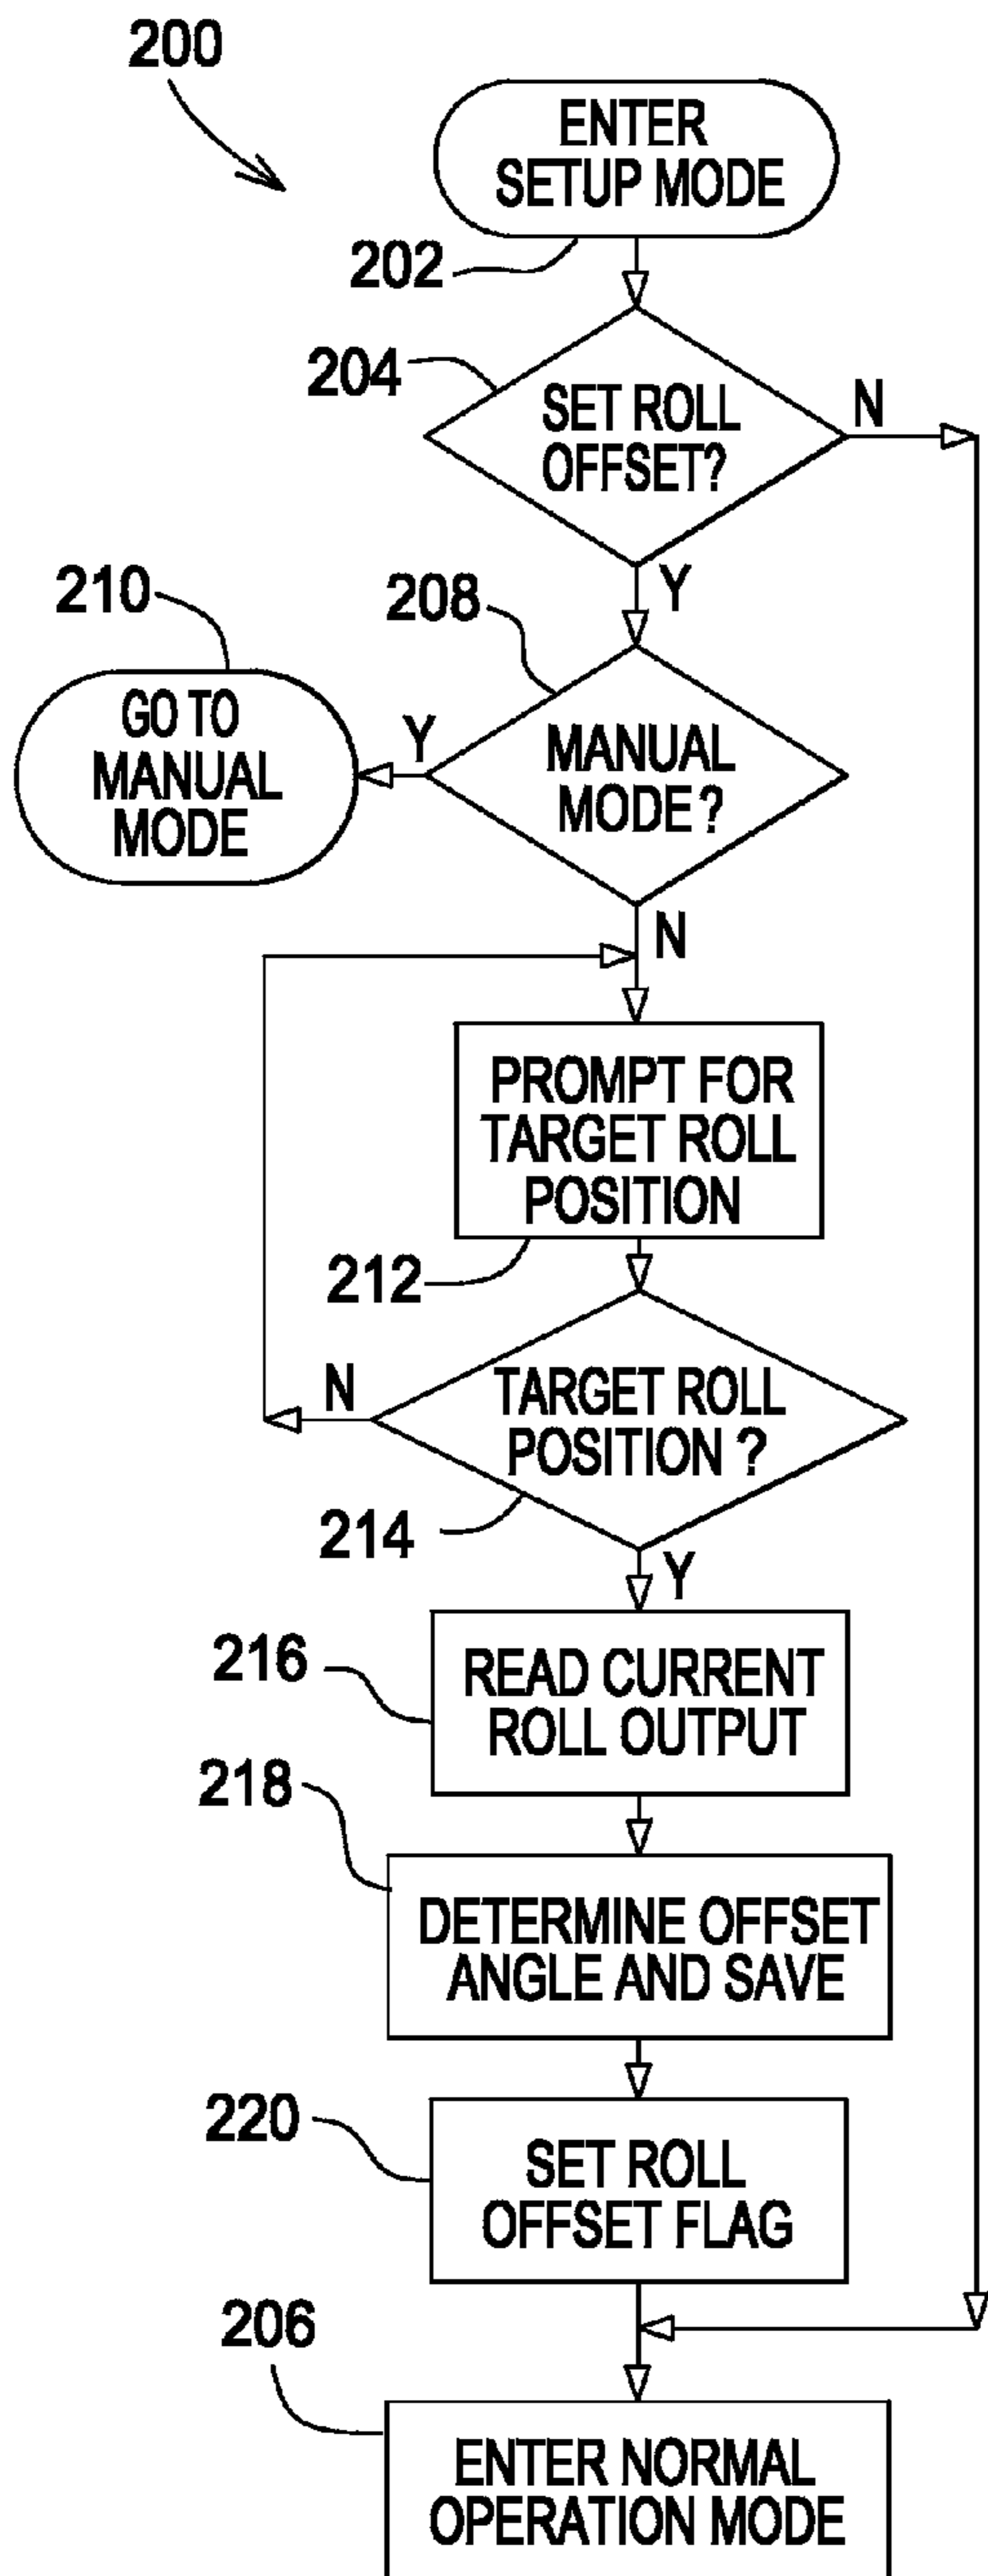 200
ENTER
SETUP MODE
202
204
SET ROLL
OFFSET?
N
Y
208
210
GO TO
MANUAL
MODE
Y
MANUAL
MODE?
N
PROMPT FOR
TARGET ROLL
POSITION
212
N
TARGET ROLL
POSITION ?
214
Y
216
READ CURRENT
ROLL OUTPUT
218
DETERMINE OFFSET
ANGLE AND SAVE
220
SET ROLL
OFFSET FLAG
206
ENTER NORMAL
OPERATION MODE